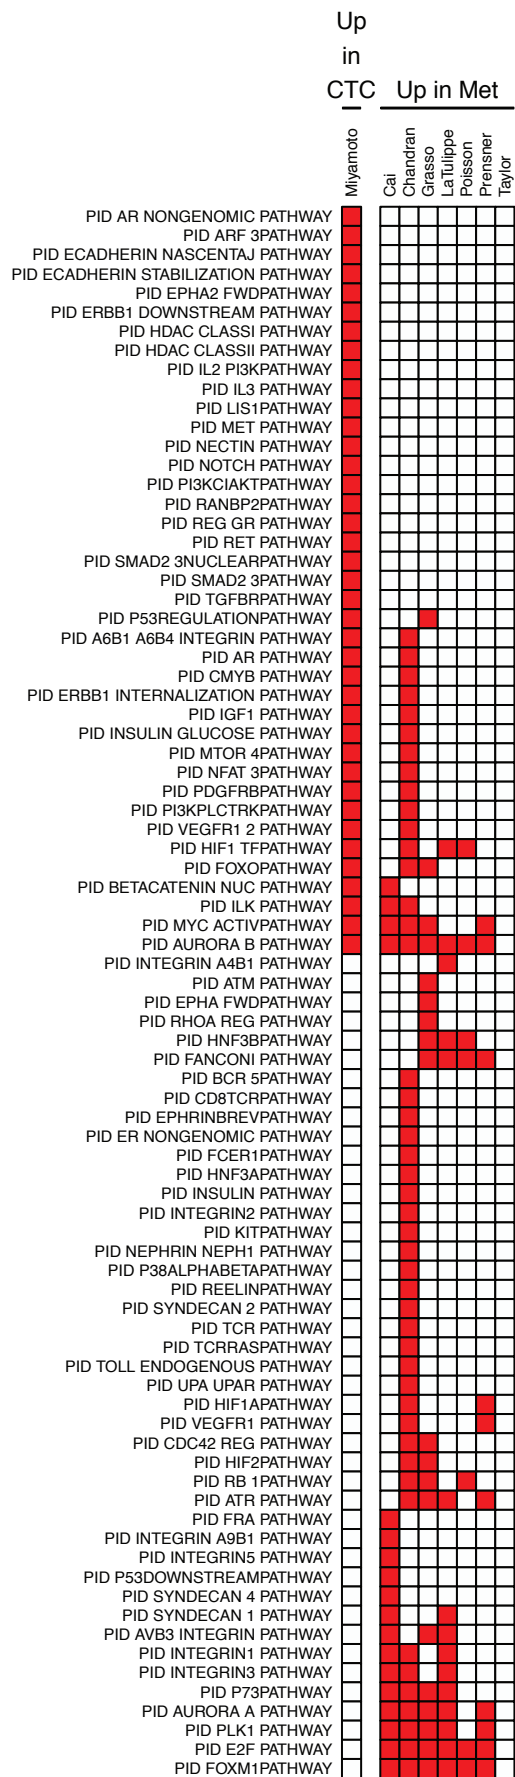 Up
in
CTC Up in Met
Miyamoto Cai Chandran Grasso LaTulippe Poisson Prensner Taylor
PID AR NONGENOMIC PATHWAY
PID ARF 3PATHWAY
PID ECADHERIN NASCENTAJ PATHWAY
PID ECADHERIN STABILIZATION PATHWAY
PID EPHA2 FWDPATHWAY
PID ERBB1 DOWNSTREAM PATHWAY
PID HDAC CLASSI PATHWAY
PID HDAC CLASSII PATHWAY
PID IL2 PI3KPATHWAY
PID IL3 PATHWAY
PID LIS1PATHWAY
PID MET PATHWAY
PID NECTIN PATHWAY
PID NOTCH PATHWAY
PID PI3KCIAKTPATHWAY
PID RANBP2PATHWAY
PID REG GR PATHWAY
PID RET PATHWAY
PID SMAD2 3NUCLEARPATHWAY
PID SMAD2 3PATHWAY
PID TGFBRPATHWAY
PID P53REGULATIONPATHWAY
PID A6B1 A6B4 INTEGRIN PATHWAY
PID AR PATHWAY
PID CMYB PATHWAY
PID ERBB1 INTERNALIZATION PATHWAY
PID IGF1 PATHWAY
PID INSULIN GLUCOSE PATHWAY
PID MTOR 4PATHWAY
PID NFAT 3PATHWAY
PID PDGFRBPATHWAY
PID PI3KPLCTRKPATHWAY
PID VEGFR1 2 PATHWAY
PID HIF1 TFPATHWAY
PID FOXOPATHWAY
PID BETACATENIN NUC PATHWAY
PID ILK PATHWAY
PID MYC ACTIVPATHWAY
PID AURORA B PATHWAY
PID INTEGRIN A4B1 PATHWAY
PID ATM PATHWAY
PID EPHA FWDPATHWAY
PID RHOA REG PATHWAY
PID HNF3BPATHWAY
PID FANCONI PATHWAY
PID BCR 5PATHWAY
PID CD8TCRPATHWAY
PID EPHRINBREVPATHWAY
PID ER NONGENOMIC PATHWAY
PID FCER1PATHWAY
PID HNF3APATHWAY
PID INSULIN PATHWAY
PID INTEGRIN2 PATHWAY
PID KITPATHWAY
PID NEPHRIN NEPH1 PATHWAY
PID P38ALPHABETAPATHWAY
PID REELINPATHWAY
PID SYNDECAN 2 PATHWAY
PID TCR PATHWAY
PID TCRRASPATHWAY
PID TOLL ENDOGENOUS PATHWAY
PID UPA UPAR PATHWAY
PID HIF1APATHWAY
PID VEGFR1 PATHWAY
PID CDC42 REG PATHWAY
PID HIF2PATHWAY
PID RB 1PATHWAY
PID ATR PATHWAY
PID FRA PATHWAY
PID INTEGRIN A9B1 PATHWAY
PID INTEGRIN5 PATHWAY
PID P53DOWNSTREAMPATHWAY
PID SYNDECAN 4 PATHWAY
PID SYNDECAN 1 PATHWAY
PID AVB3 INTEGRIN PATHWAY
PID INTEGRIN1 PATHWAY
PID INTEGRIN3 PATHWAY
PID P73PATHWAY
PID AURORA A PATHWAY
PID PLK1 PATHWAY
PID E2F PATHWAY
PID FOXM1PATHWAY